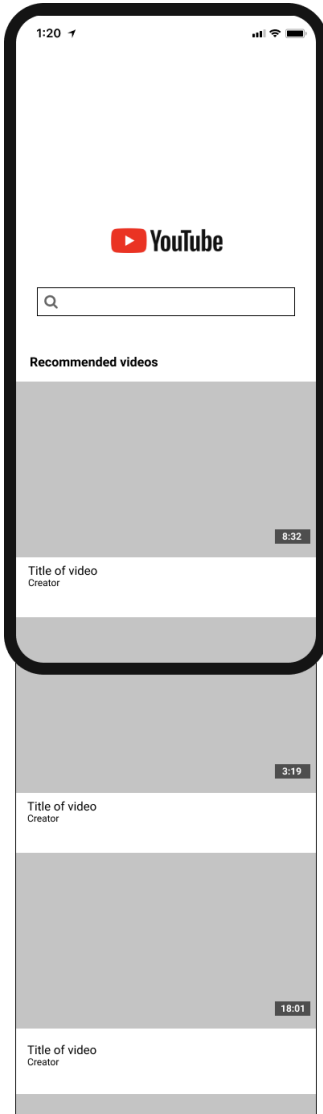 1:20
YouTube
Recommended videos
8:32
Title of video
Creator
3:19
Title of video
Creator
18:01
Title of video
Creator